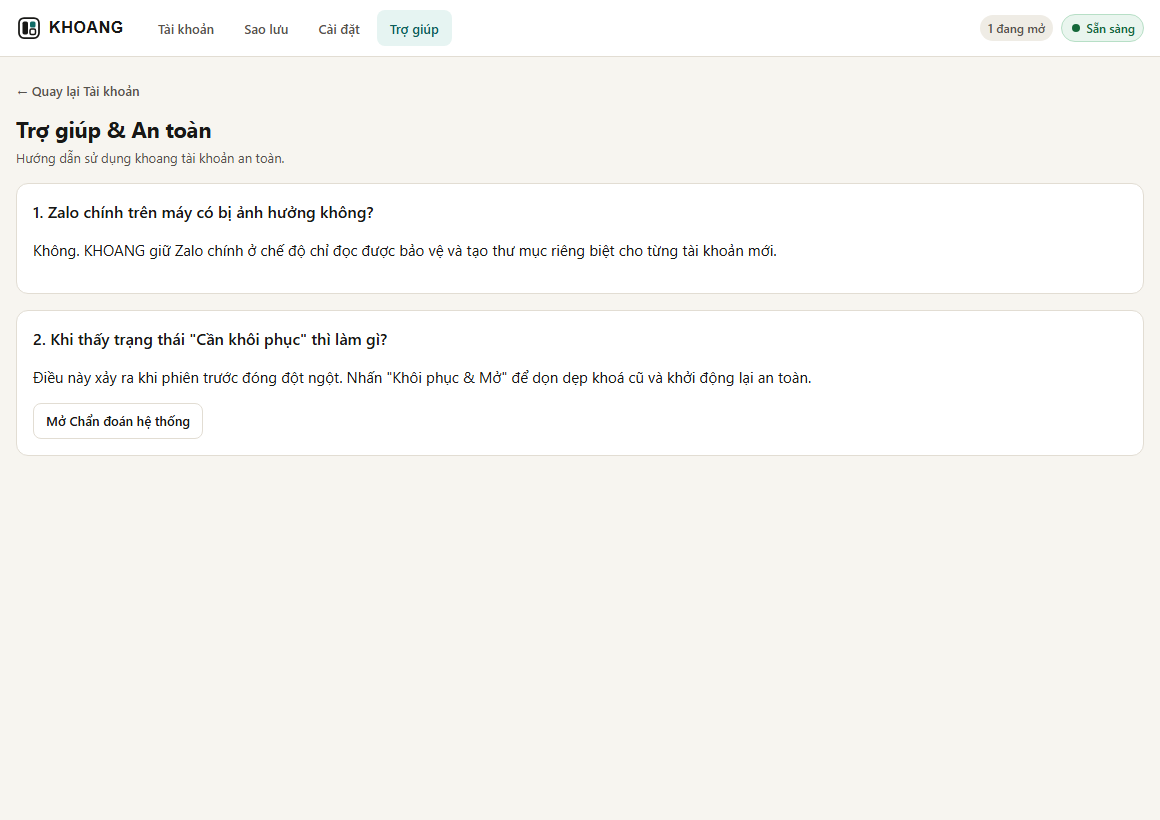 KHOANG
Tài khoản
Sao lưu
Cài đặt
Trợ giúp
1 đang mở
Sẵn sàng
← Quay lại Tài khoản
Trợ giúp & An toàn
Hướng dẫn sử dụng khoang tài khoản an toàn.
1. Zalo chính trên máy có bị ảnh hưởng không?
Không. KHOANG giữ Zalo chính ở chế độ chỉ đọc được bảo vệ và tạo thư mục riêng biệt cho từng tài khoản mới.
2. Khi thấy trạng thái "Cần khôi phục" thì làm gì?
Điều này xảy ra khi phiên trước đóng đột ngột. Nhấn "Khôi phục & Mở" để dọn dẹp khoá cũ và khởi động lại an toàn.
Mở Chẩn đoán hệ thống